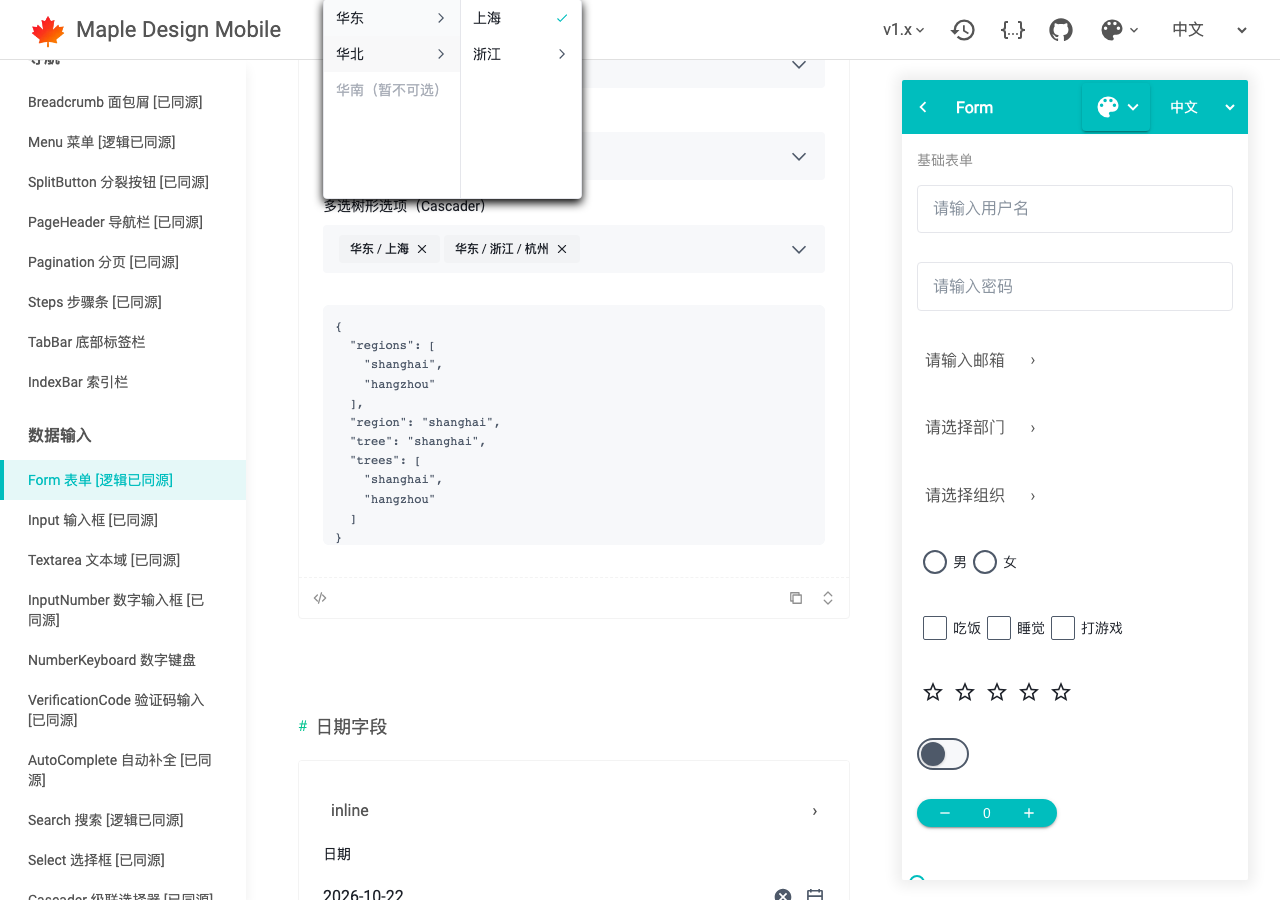 Maple Design Mobile
v1.x
{..}
中文
导航
Breadcrumb 面包屑 [已同源]
Menu 菜单 [逻辑已同源]
SplitButton 分裂按钮 [已同源]
PageHeader 导航栏 [已同源]
Pagination 分页 [已同源]
Steps 步骤条 [已同源]
TabBar 底部标签栏
IndexBar 索引栏
数据输入
Form 表单 [逻辑已同源]
Input 输入框 [已同源]
Textarea 文本域 [已同源]
InputNumber 数字输入框 [已
同源]
NumberKeyboard 数字键盘
VerificationCode 验证码输入
[已同源]
AutoComplete 自动补全 [已同
源]
Search 搜索 [逻辑已同源]
Select 选择框 [已同源]
Cascader 级联选择器 [已同源]
华东
华北
华南（暂不可选）
上海
浙江
多选树形选项（Cascader）
华东 / 上海
华东 / 浙江 / 杭州
{
"regions": [
"shanghai",
"hangzhou"
],
"region": "shanghai",
"tree": "shanghai",
"trees": [
"shanghai",
"hangzhou"
]
}
# 日期字段
inline
日期
2026-10-22
Form
中文
基础表单
请输入用户名
请输入密码
请输入邮箱
请选择部门
请选择组织
男 女
吃饭 睡觉 打游戏
0